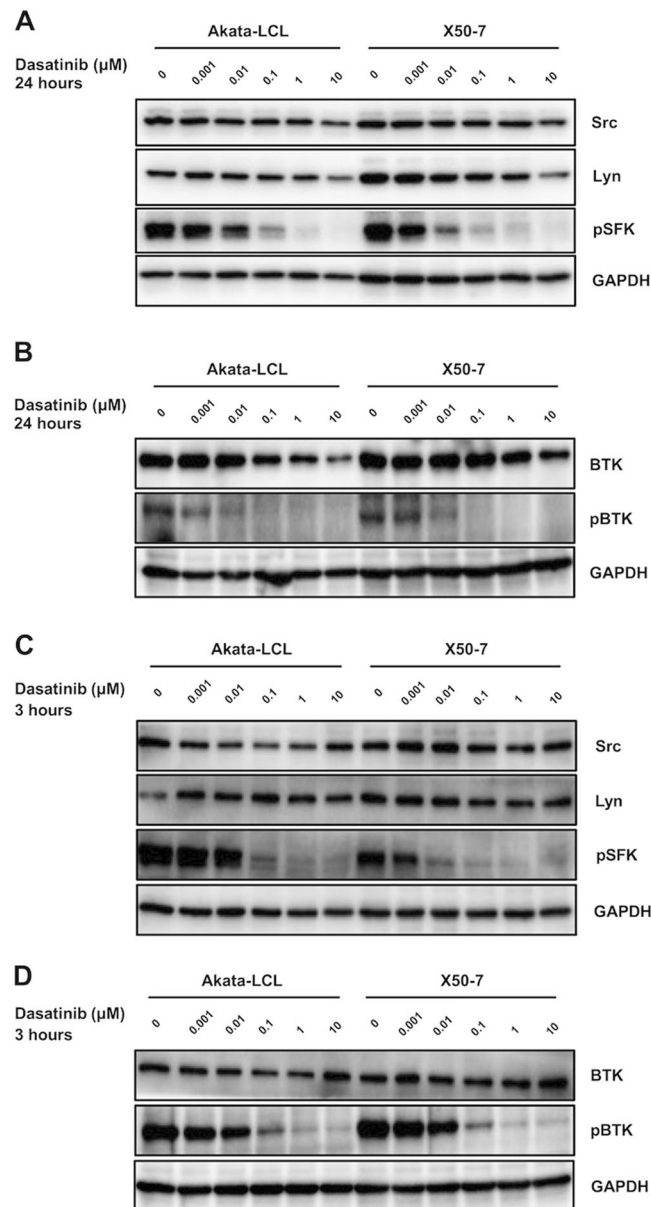 A
Akata-LCL X50-7
Dasatinib (µM) 0 0.001 0.01 0.1 1 10 0 0.001 0.01 0.1 1 10
24 hours
Src
Lyn
pSFK
GAPDH
B
Akata-LCL X50-7
Dasatinib (µM) 0 0.001 0.01 0.1 1 10 0 0.001 0.01 0.1 1 10
24 hours
BTK
pBTK
GAPDH
C
Akata-LCL X50-7
Dasatinib (µM) 0 0.001 0.01 0.1 1 10 0 0.001 0.01 0.1 1 10
3 hours
Src
Lyn
pSFK
GAPDH
D
Akata-LCL X50-7
Dasatinib (µM) 0 0.001 0.01 0.1 1 10 0 0.001 0.01 0.1 1 10
3 hours
BTK
pBTK
GAPDH